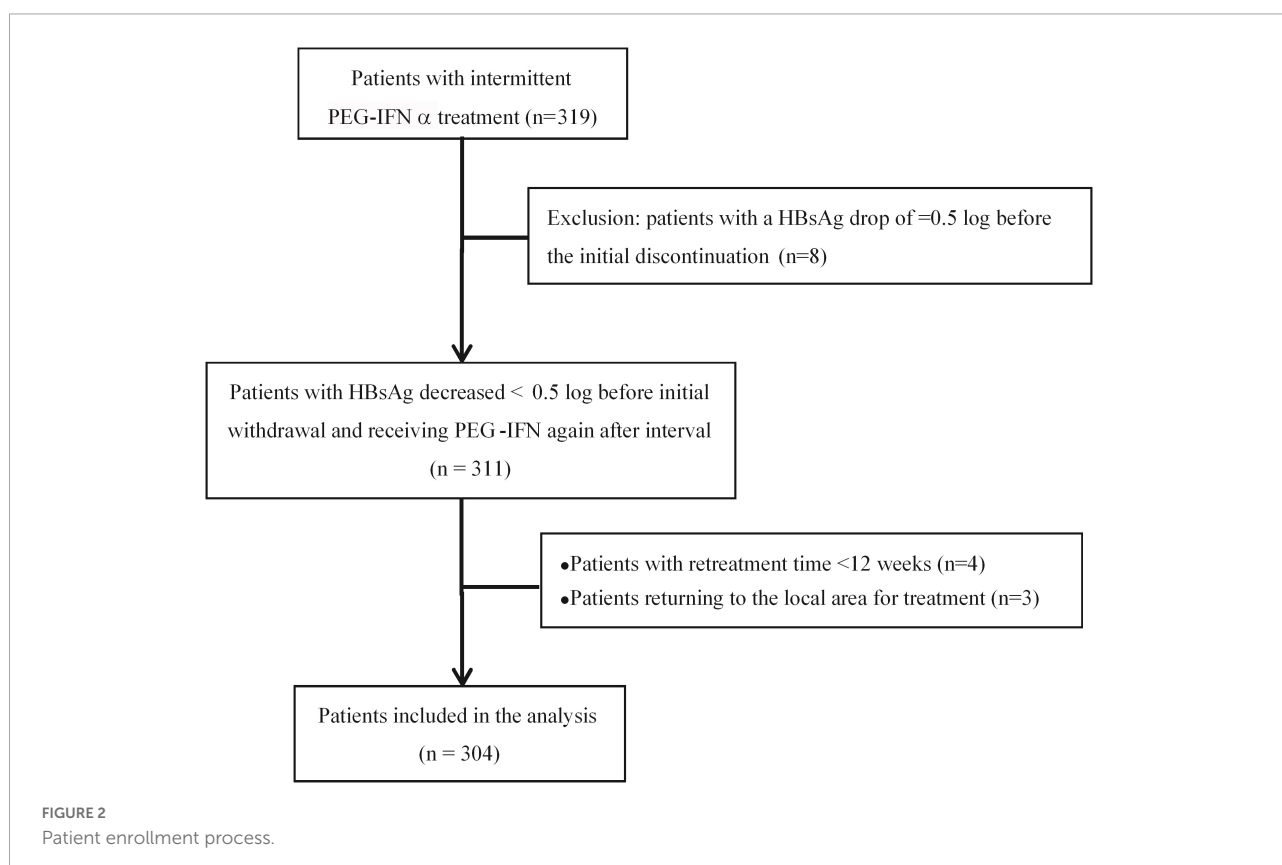 Patients with intermittent
PEG-IFN α treatment (n=319)
Exclusion: patients with a HBsAg drop of =0.5 log before
the initial discontinuation (n=8)
Patients with HBsAg decreased < 0.5 log before initial
withdrawal and receiving PEG-IFN again after interval
(n = 311)
•Patients with retreatment time <12 weeks (n=4)
•Patients returning to the local area for treatment (n=3)
Patients included in the analysis
(n = 304)
FIGURE 2
Patient enrollment process.